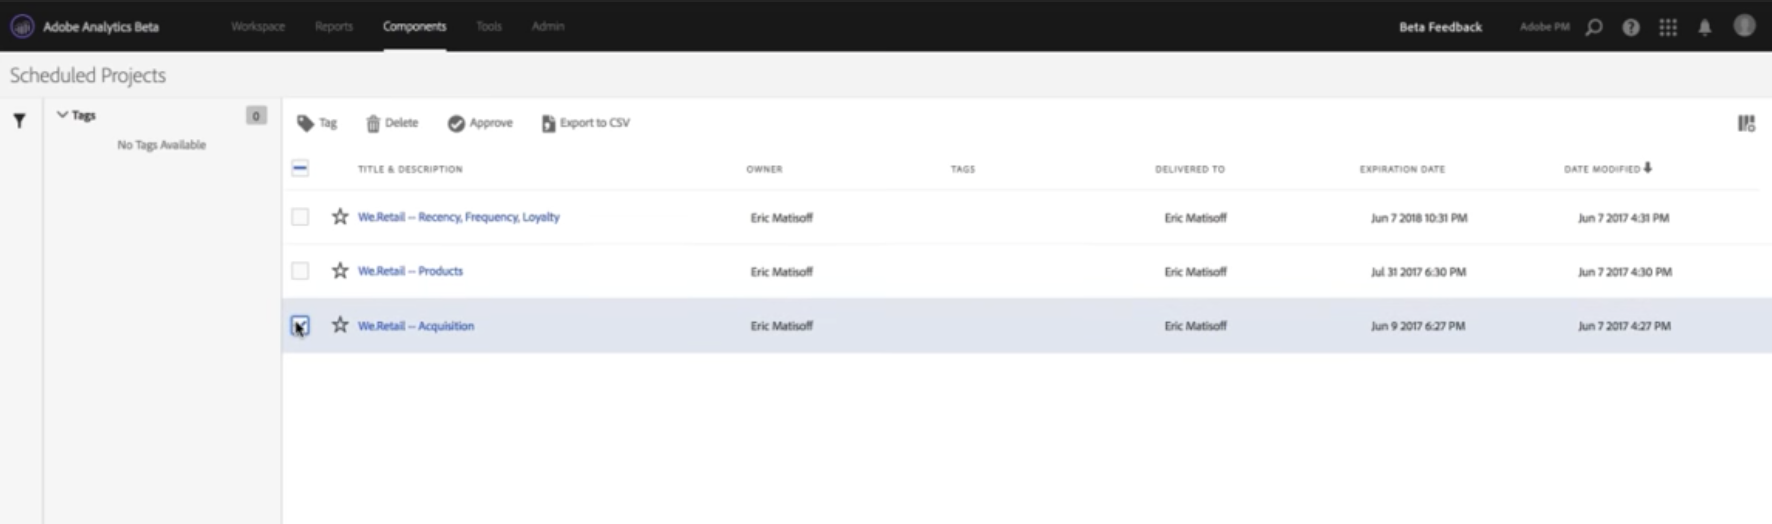 Adobe Analytics Beta Workspace Reports Components Tools Admin Beta Feedback Adobe PM
Scheduled Projects
Tags 0
No Tags Available
Tag Delete Approve Export to CSV
TITLE & DESCRIPTION OWNER TAGS DELIVERED TO EXPIRATION DATE DATE MODIFIED
We.Retail -- Recency, Frequency, Loyalty Eric Matisoff Eric Matisoff Jun 7 2018 10:31 PM Jun 7 2017 4:31 PM
We.Retail -- Products Eric Matisoff Eric Matisoff Jul 31 2017 6:30 PM Jun 7 2017 4:30 PM
We.Retail -- Acquisition Eric Matisoff Eric Matisoff Jun 9 2017 6:27 PM Jun 7 2017 4:27 PM